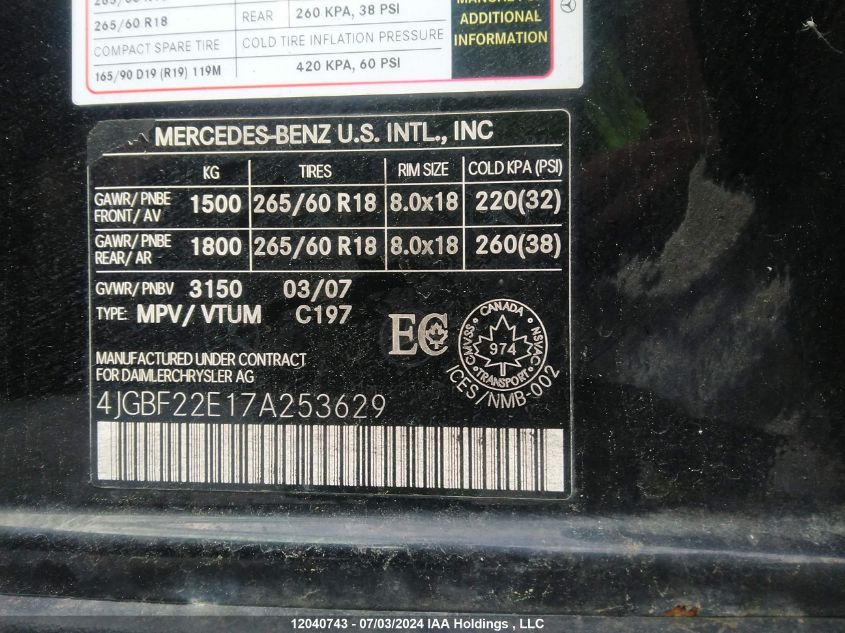 265/60 R18 REAR 260 KPA, 38 PSI
ADDITIONAL
INFORMATION
COMPACT SPARE TIRE COLD TIRE INFLATION PRESSURE
165/90 D19 (R19) 119M 420 KPA, 60 PSI
MERCEDES-BENZ U.S. INTL., INC
KG TIRES RIM SIZE COLD KPA (PSI)
GAWR/PNBE FRONT/AV 1500 265/60 R18 8.0x18 220(32)
GAWR/PNBE REAR/AR 1800 265/60 R18 8.0x18 260(38)
GVWR/PNBV 3150 03/07
TYPE: MPV/VTUM C197
EC
CANADA
974
TRANSPORT
ICES/NMB-002
MANUFACTURED UNDER CONTRACT
FOR DAIMLERCHRYSLER AG
4JGBF22E17A253629
12040743 - 07/03/2024 IAA Holdings , LLC